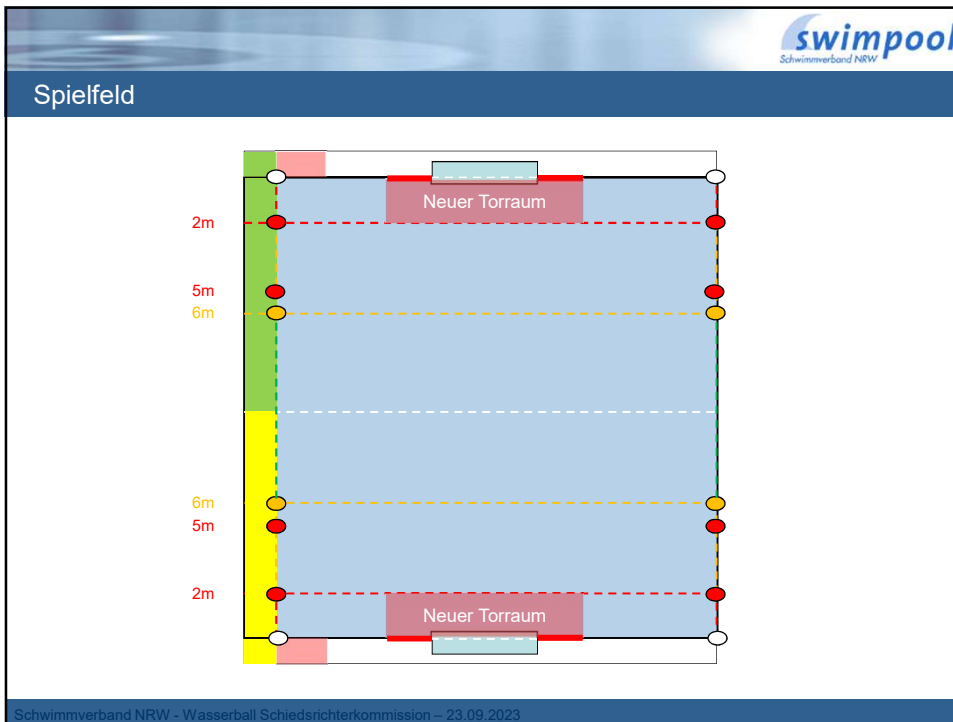 swimpool
Schwimmverband NRW
Spielfeld
Neuer Torraum
2m
5m
6m
6m
5m
2m
Neuer Torraum
Schwimmverband NRW - Wasserball Schiedsrichterkommission – 23.09.2023